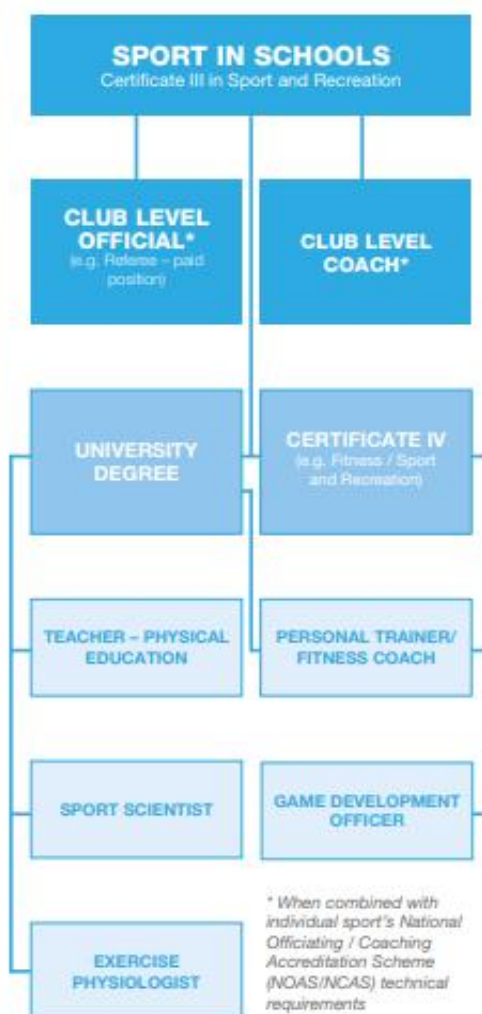 SPORT IN SCHOOLS
Certificate III in Sport and Recreation
CLUB LEVEL
OFFICIAL*
(e.g. Referee – paid
position)
CLUB LEVEL
COACH*
UNIVERSITY
DEGREE
CERTIFICATE IV
(e.g. Fitness / Sport
and Recreation)
TEACHER – PHYSICAL
EDUCATION
PERSONAL TRAINER/
FITNESS COACH
SPORT SCIENTIST
GAME DEVELOPMENT
OFFICER
EXERCISE
PHYSIOLOGIST
* When combined with
individual sport's National
Officiating / Coaching
Accreditation Scheme
(NOAS/NCAS) technical
requirements